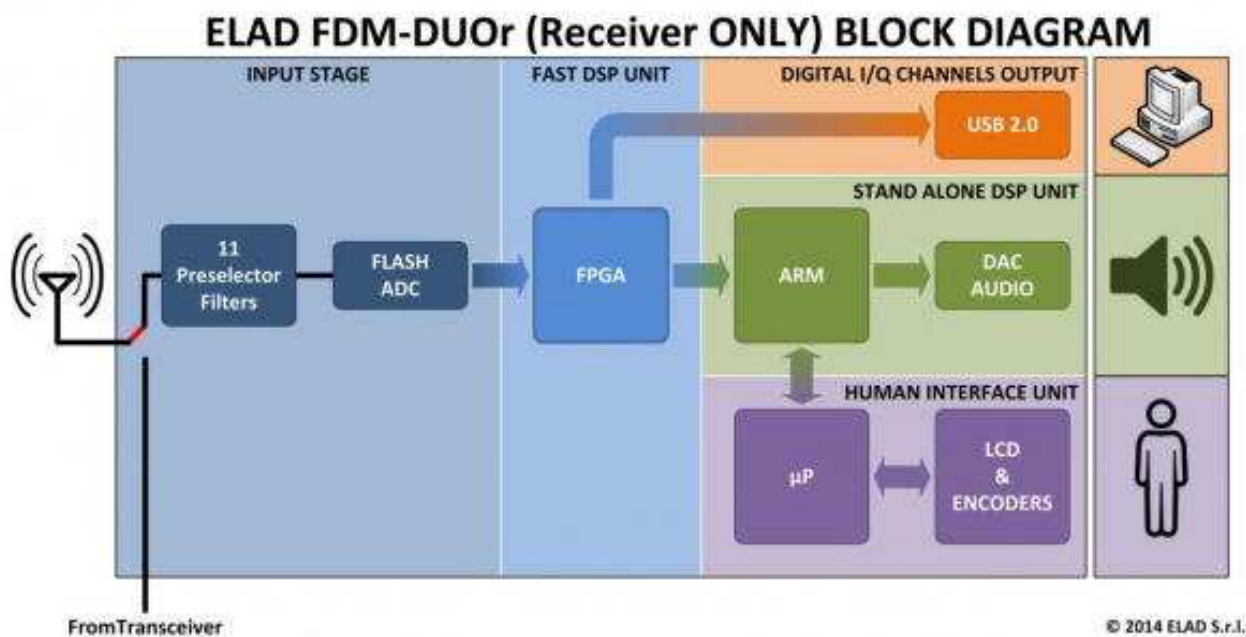 ELAD FDM-DUOr (Receiver ONLY) BLOCK DIAGRAM
INPUT STAGE
FAST DSP UNIT
DIGITAL I/Q CHANNELS OUTPUT
USB 2.0
STAND ALONE DSP UNIT
11
Preselector
Filters
FLASH
ADC
FPGA
ARM
DAC
AUDIO
HUMAN INTERFACE UNIT
µP
LCD
&
ENCODERS
FromTransceiver
© 2014 ELAD S.r.l.